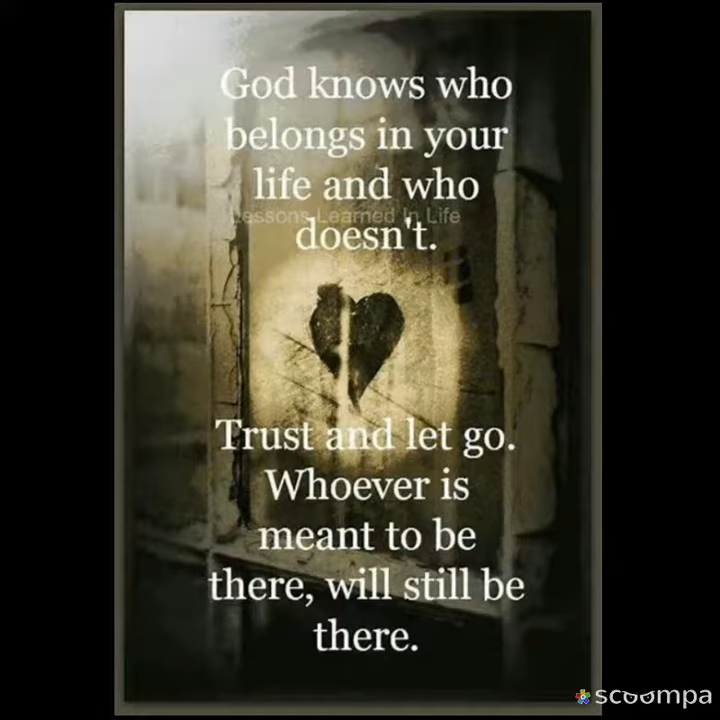 God knows who
belongs in your
life and who
Lessons Learned In Life
doesn't.
Trust and let go.
Whoever is
meant to be
there, will still be
there.
scoompa